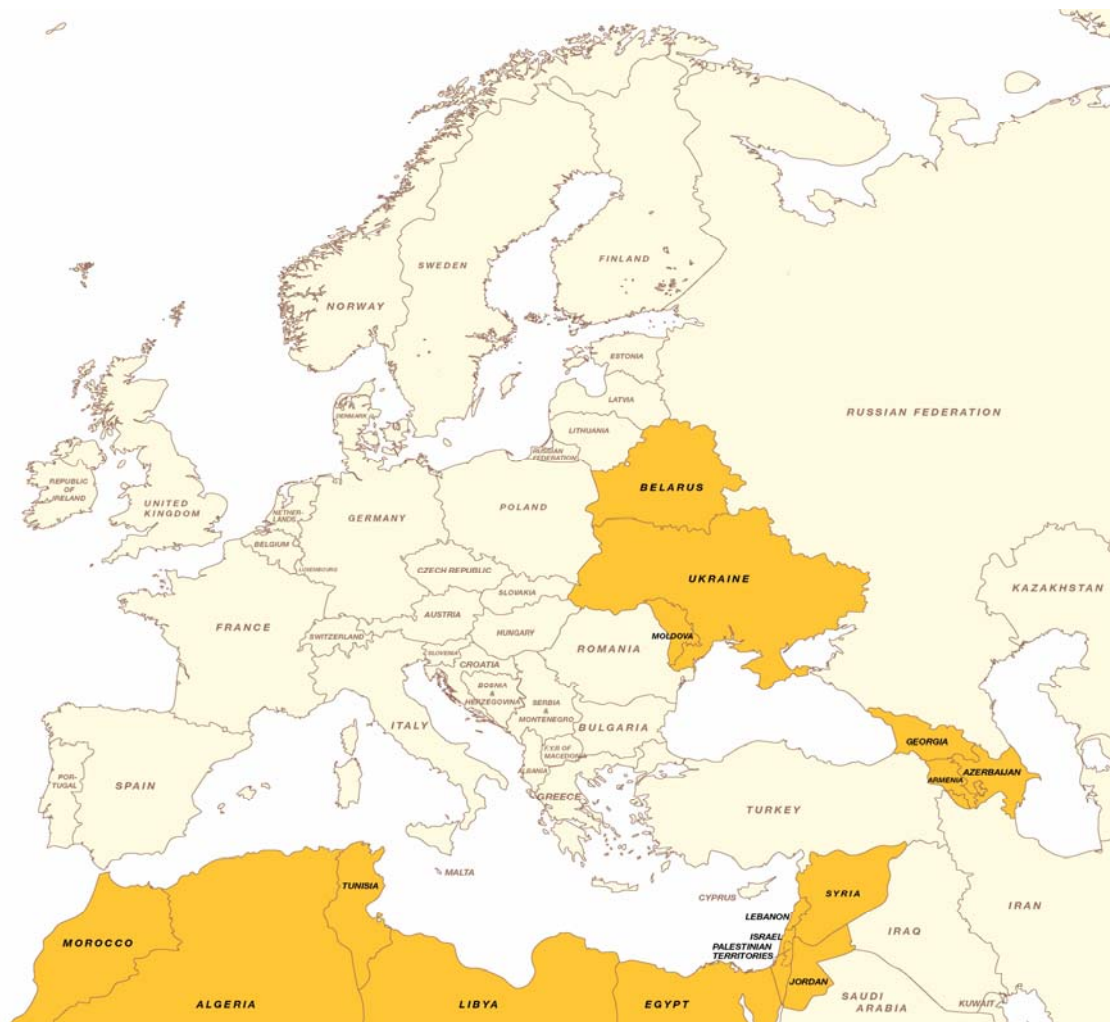 SWEDEN
FINLAND
NORWAY
ESTONIA
LATVIA
RUSSIAN FEDERATION
DENMARK
LITHUANIA
RUSSIAN
FEDERATION
REPUBLIC
OF
IRELAND
BELARUS
UNITED
KINGDOM
NETHER-
LANDS
GERMANY
POLAND
BELGIUM
LUXEMBOURG
CZECH REPUBLIC
UKRAINE
KAZAKHSTAN
SLOVAKIA
AUSTRIA
FRANCE
SWITZERLAND
HUNGARY
MOLDOVA
ROMANIA
SLOVENIA
CROATIA
BOSNIA
&
HERZEGOVINA
SERBIA
&
MONTENEGRO
ITALY
BULGARIA
GEORGIA
F.Y.R OF
MACEDONIA
ALBANIA
AZERBAIJAN
ARMENIA
POR-
TUGAL
SPAIN
GREECE
TURKEY
MALTA
TUNISIA
CYPRUS
SYRIA
IRAN
LEBANON
IRAQ
ISRAEL
PALESTINIAN
TERRITORIES
MOROCCO
JORDAN
ALGERIA
LIBYA
EGYPT
SAUDI
ARABIA
KUWAIT